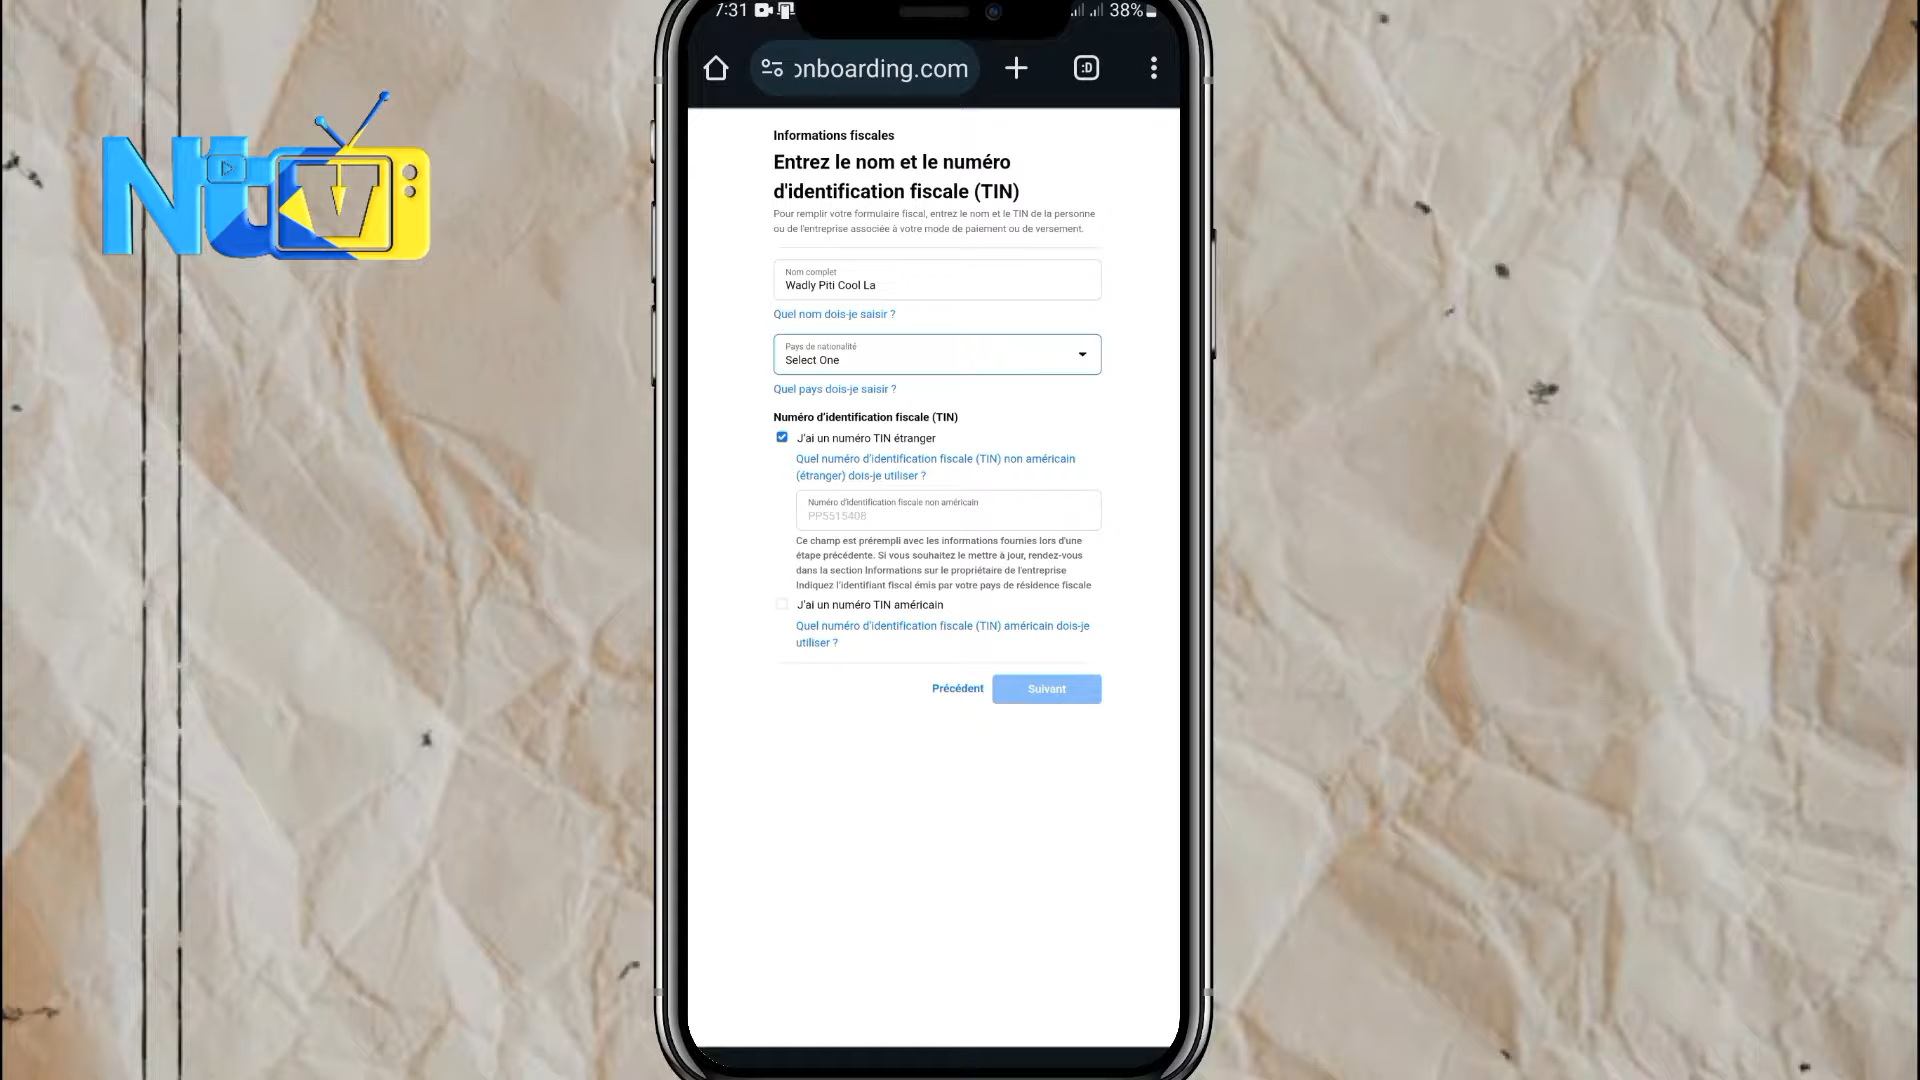 7:31
38%
onboarding.com
:D
NU
V
Informations fiscales
Entrez le nom et le numéro
d'identification fiscale (TIN)
Pour remplir votre formulaire fiscal, entrez le nom et le TIN de la personne
ou de l'entreprise associée à votre mode de paiement ou de versement.
Nom complet
Wadly Piti Cool La
Quel nom dois-je saisir ?
Pays de nationalité
Select One
Quel pays dois-je saisir ?
Numéro d'identification fiscale (TIN)
J'ai un numéro TIN étranger
Quel numéro d'identification fiscale (TIN) non américain
(étranger) dois-je utiliser ?
Numéro d'identification fiscale non américain
PP5515408
Ce champ est prérempli avec les informations fournies lors d'une
étape précédente. Si vous souhaitez le mettre à jour, rendez-vous
dans la section Informations sur le propriétaire de l'entreprise
Indiquez l'identifiant fiscal émis par votre pays de résidence fiscale
J'ai un numéro TIN américain
Quel numéro d'identification fiscale (TIN) américain dois-je
utiliser ?
Précédent
Suivant